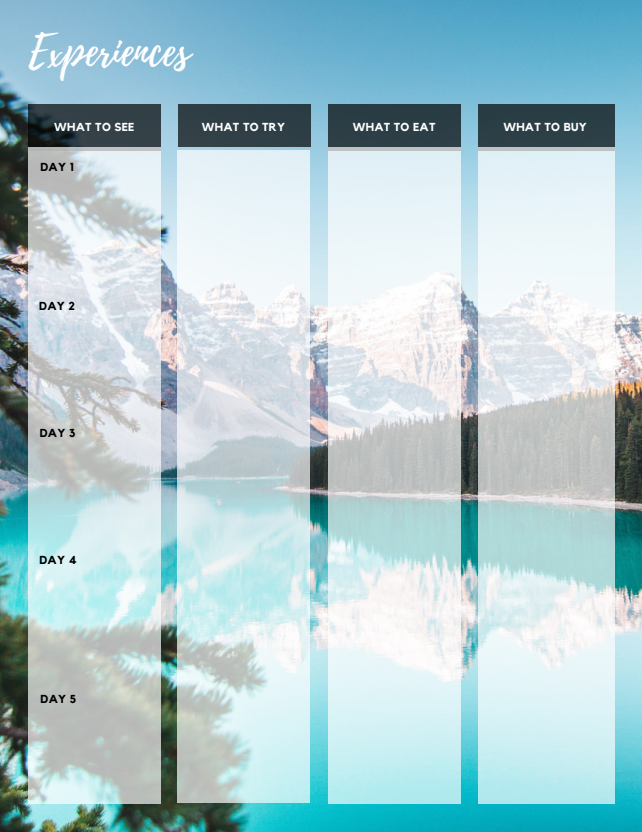 Experiences
WHAT TO SEE
WHAT TO TRY
WHAT TO EAT
WHAT TO BUY
DAY 1
DAY 2
DAY 3
DAY 4
DAY 5